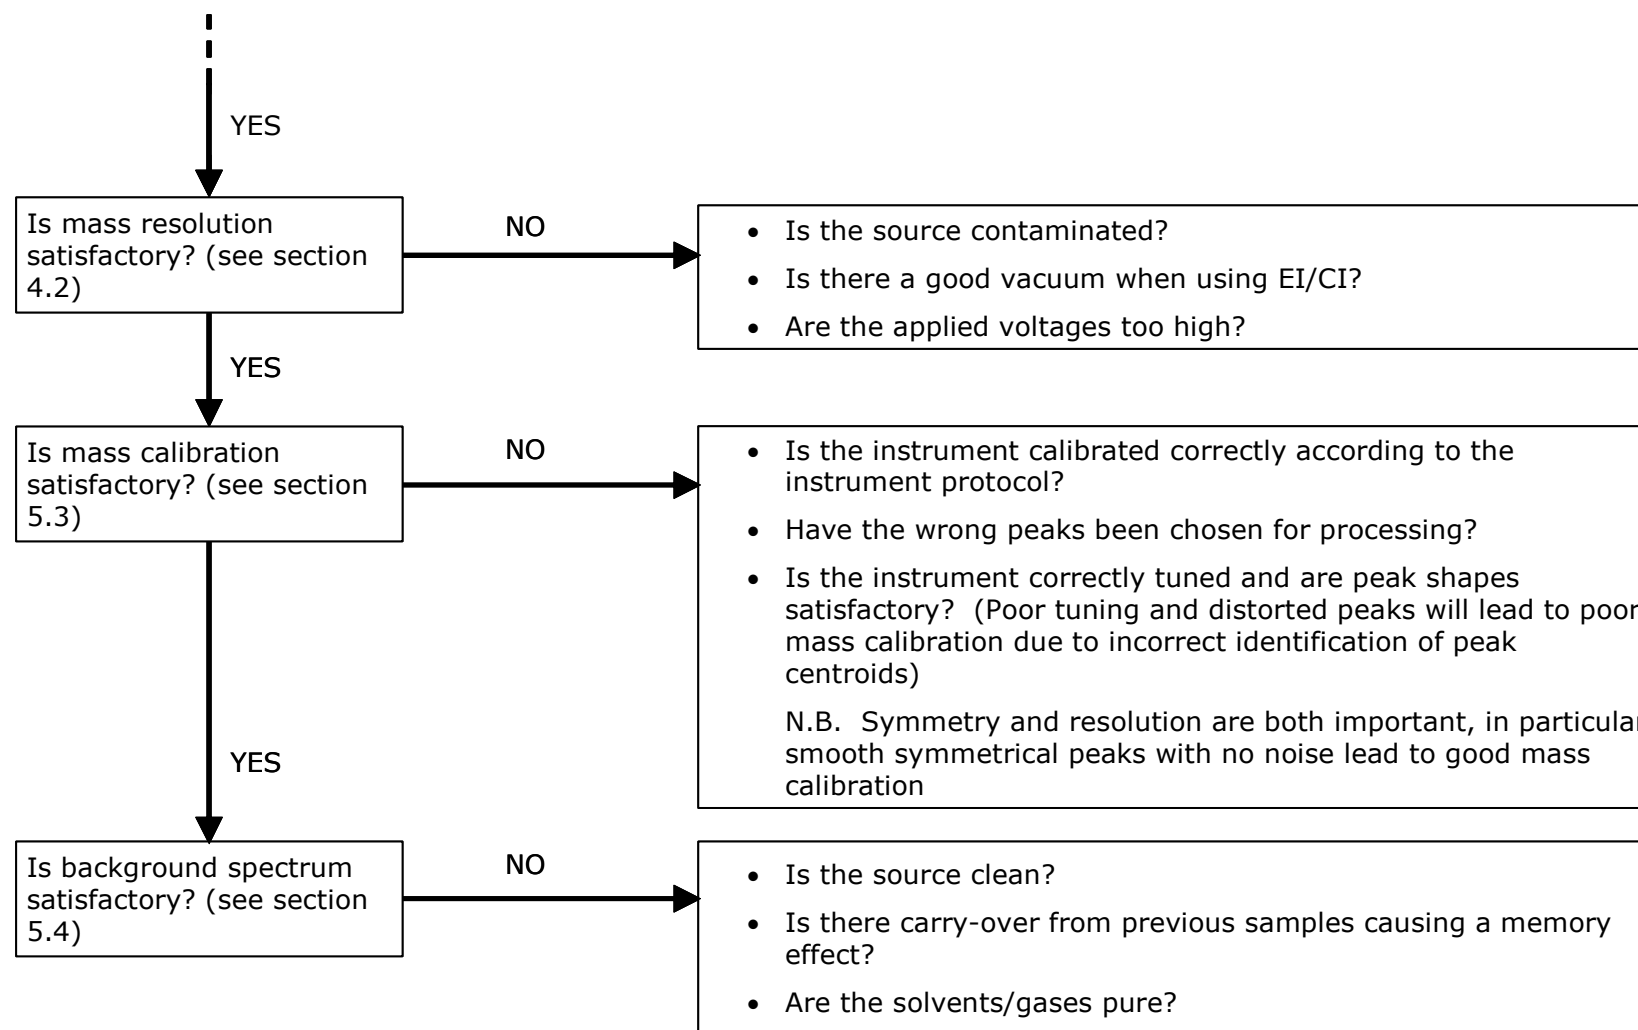 YES
Is mass resolution
satisfactory? (see section
4.2)
NO
• Is the source contaminated?
• Is there a good vacuum when using EI/CI?
• Are the applied voltages too high?
YES
Is mass calibration
satisfactory? (see section
5.3)
NO
• Is the instrument calibrated correctly according to the
instrument protocol?
• Have the wrong peaks been chosen for processing?
• Is the instrument correctly tuned and are peak shapes
satisfactory? (Poor tuning and distorted peaks will lead to poor
mass calibration due to incorrect identification of peak
centroids)
N.B. Symmetry and resolution are both important, in particular
smooth symmetrical peaks with no noise lead to good mass
calibration
YES
Is background spectrum
satisfactory? (see section
5.4)
NO
• Is the source clean?
• Is there carry-over from previous samples causing a memory
effect?
• Are the solvents/gases pure?